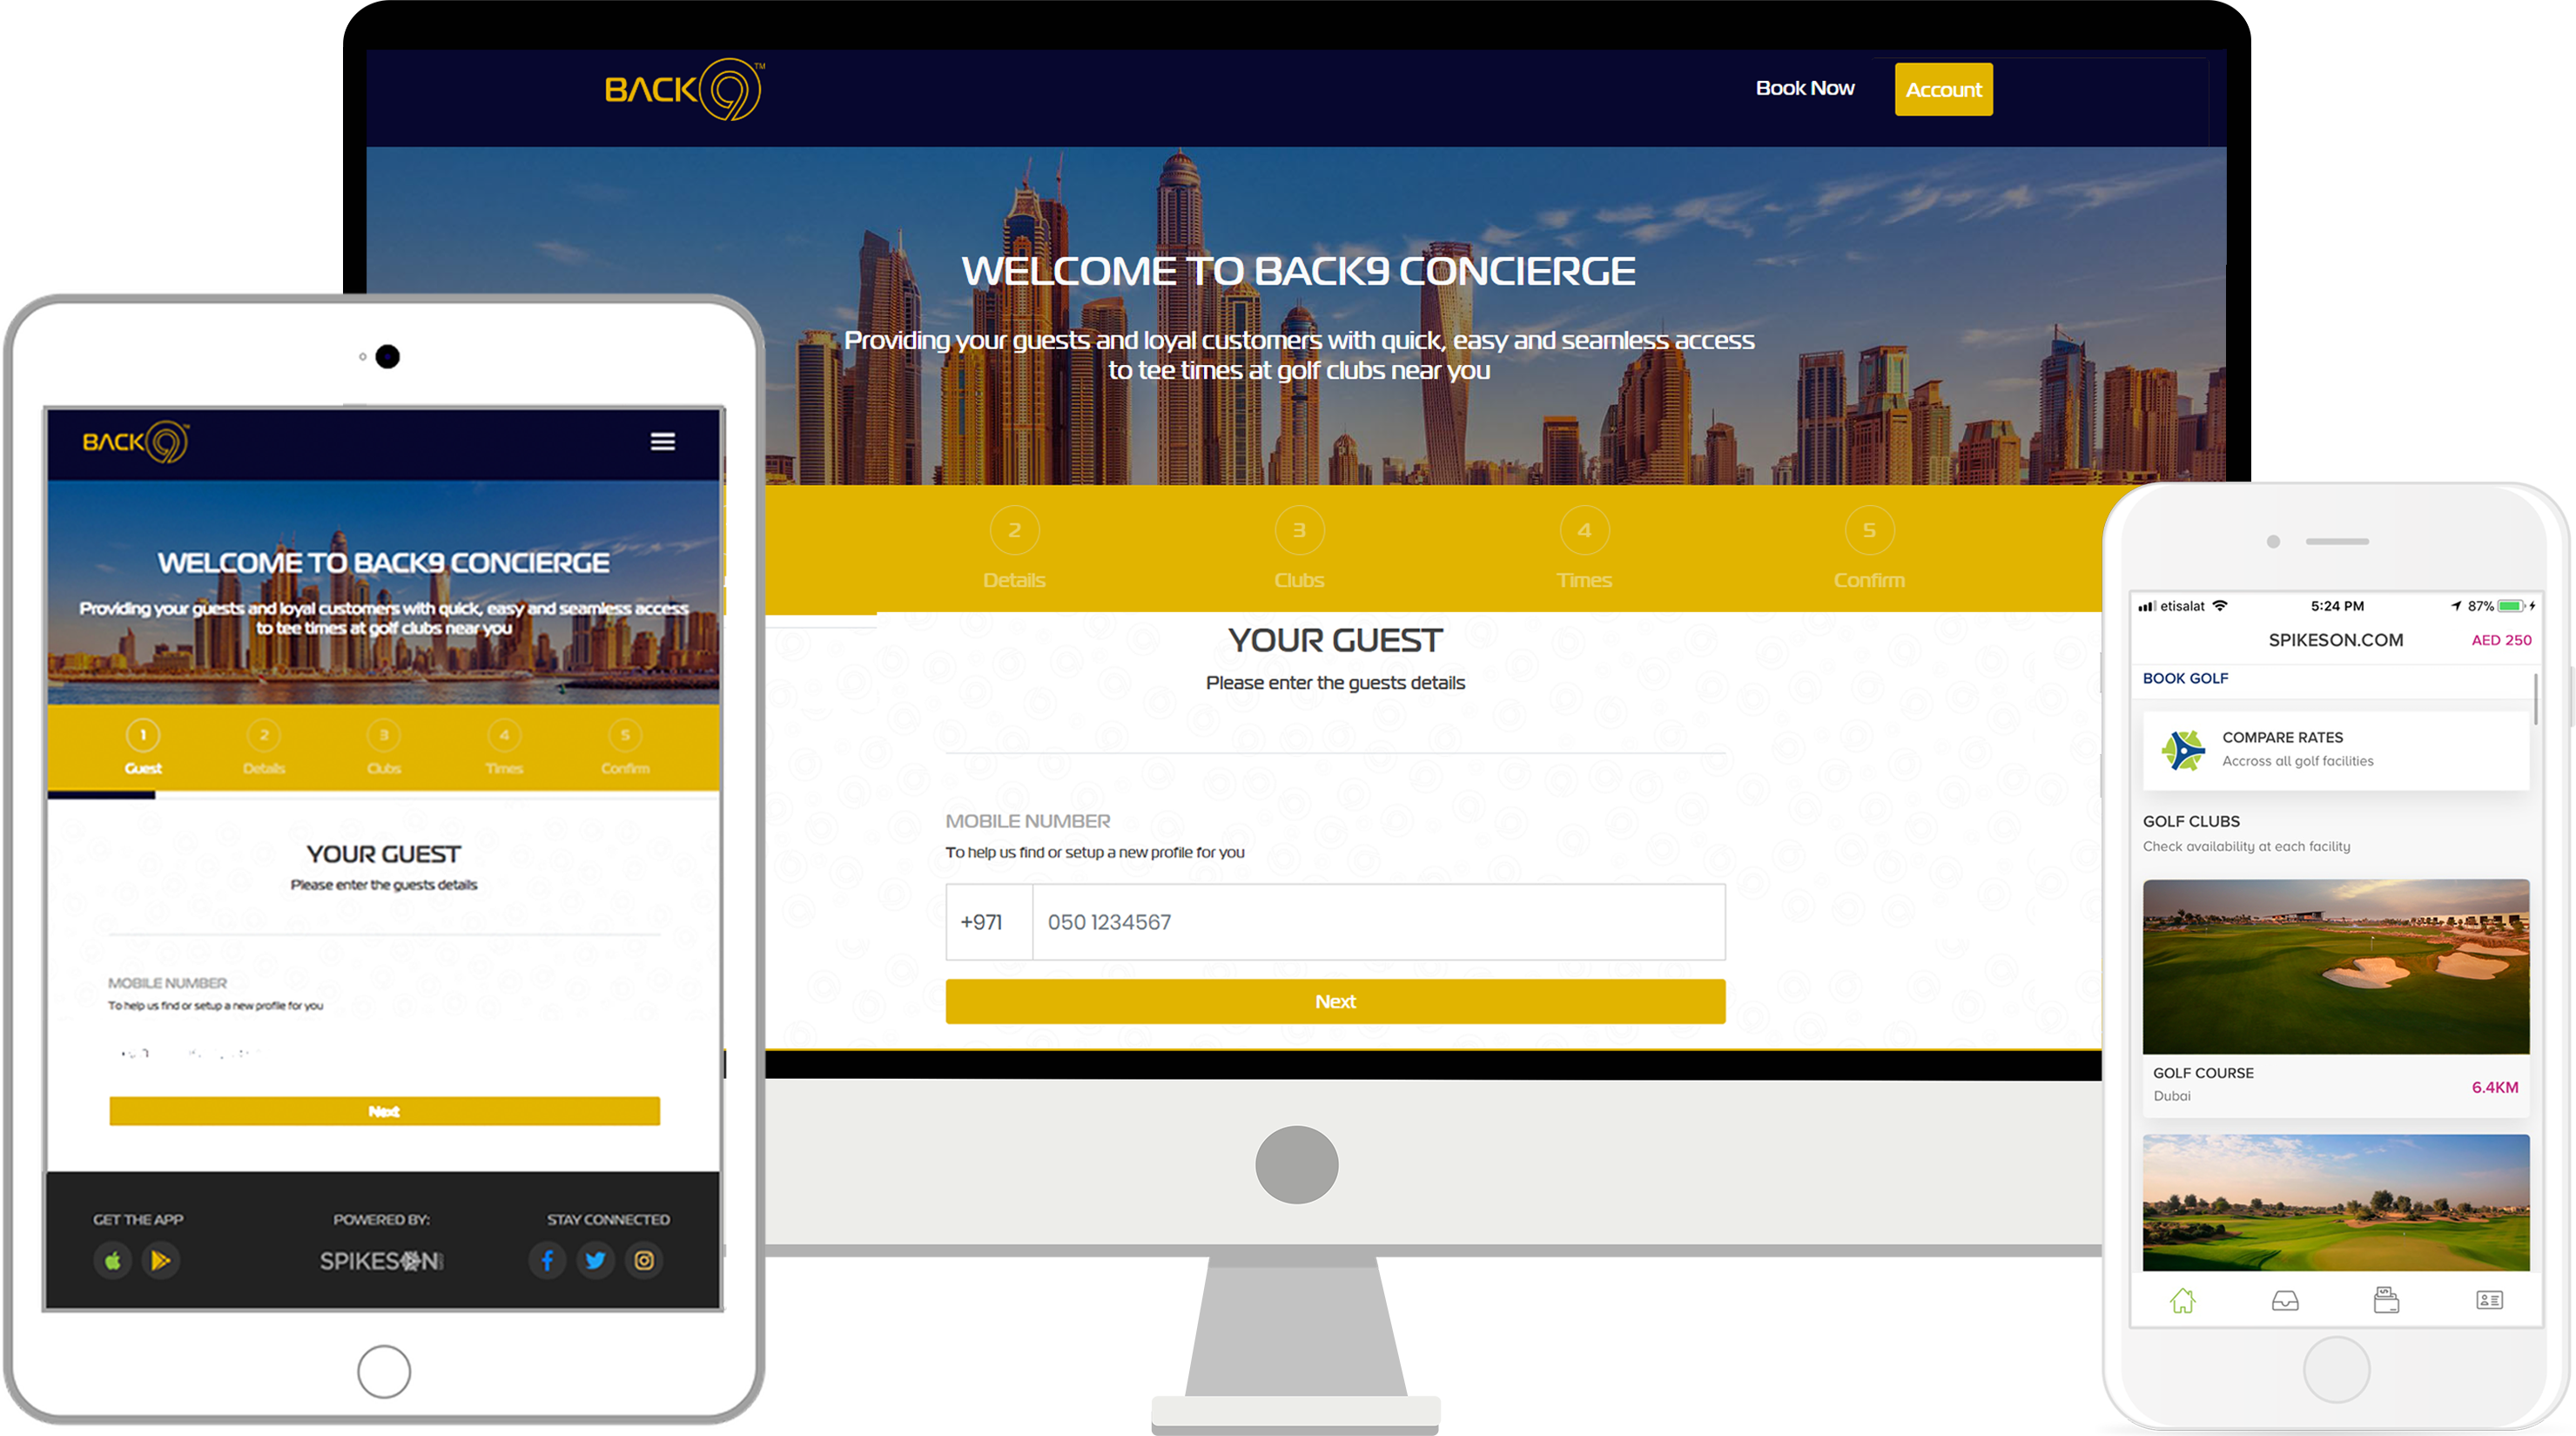 BACK9™
Book Now
Account
WELCOME TO BACK9 CONCIERGE
Providing your guests and loyal customers with quick, easy and seamless access
to tee times at golf clubs near you
2
3
4
5
Details
Clubs
Times
Confirm
YOUR GUEST
Please enter the guests details
MOBILE NUMBER
To help us find or setup a new profile for you
+971
050 1234567
Next
BACK9™
WELCOME TO BACK9 CONCIERGE
Providing your guests and loyal customers with quick, easy and seamless access
to tee times at golf clubs near you
1
2
3
4
5
Guest
Details
Clubs
Times
Confirm
YOUR GUEST
Please enter the guests details
MOBILE NUMBER
To help us find or setup a new profile for you
Next
GET THE APP
POWERED BY:
STAY CONNECTED
SPIKESON
etisalat
5:24 PM
87%
SPIKESON.COM
AED 250
BOOK GOLF
COMPARE RATES
Accross all golf facilities
GOLF CLUBS
Check availability at each facility
GOLF COURSE
Dubai
6.4KM